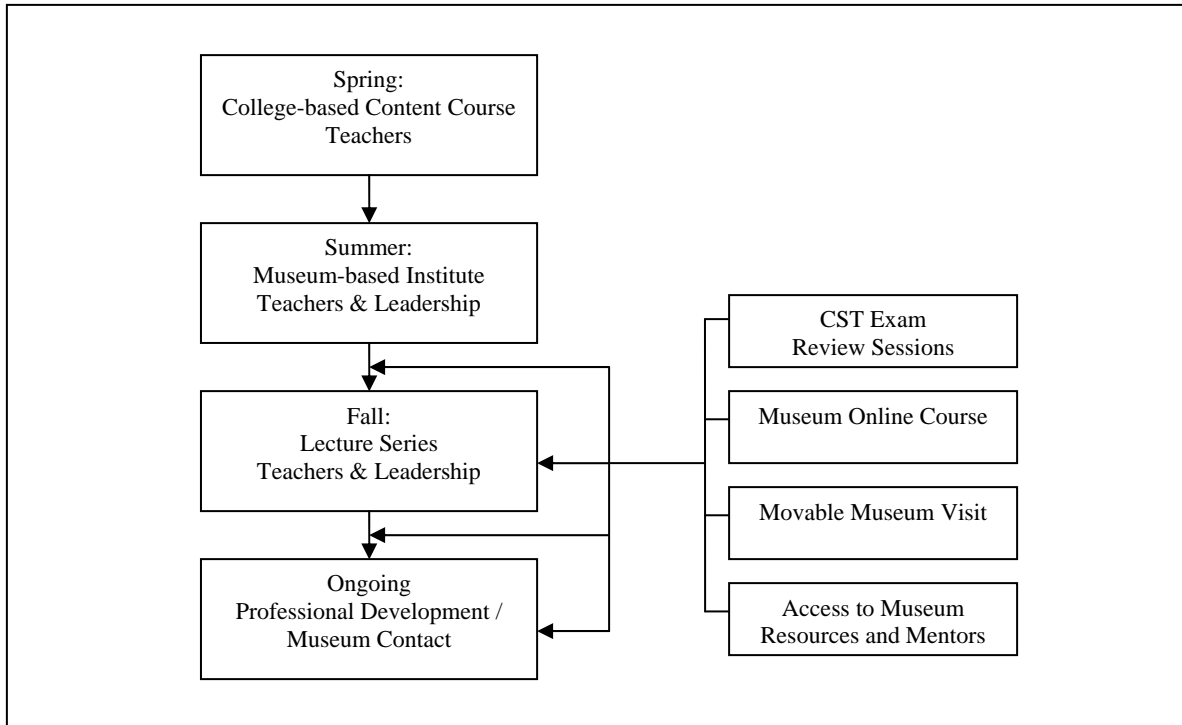 Spring:
College-based Content Course
Teachers
Summer:
Museum-based Institute
Teachers & Leadership
Fall:
Lecture Series
Teachers & Leadership
Ongoing
Professional Development /
Museum Contact
CST Exam
Review Sessions
Museum Online Course
Movable Museum Visit
Access to Museum
Resources and Mentors